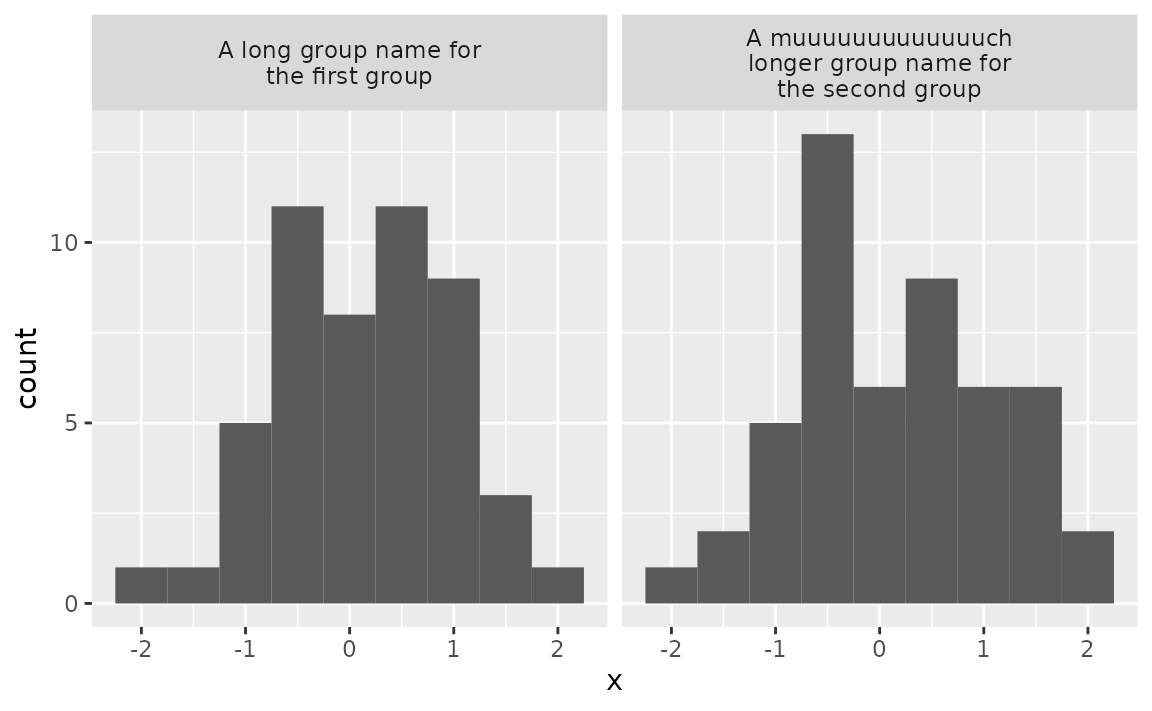 A long group name for
the first group
A muuuuuuuuuuuuuch
longer group name for
the second group
10
5
0
count
-2
-1
0
1
2
-2
-1
0
1
2
x